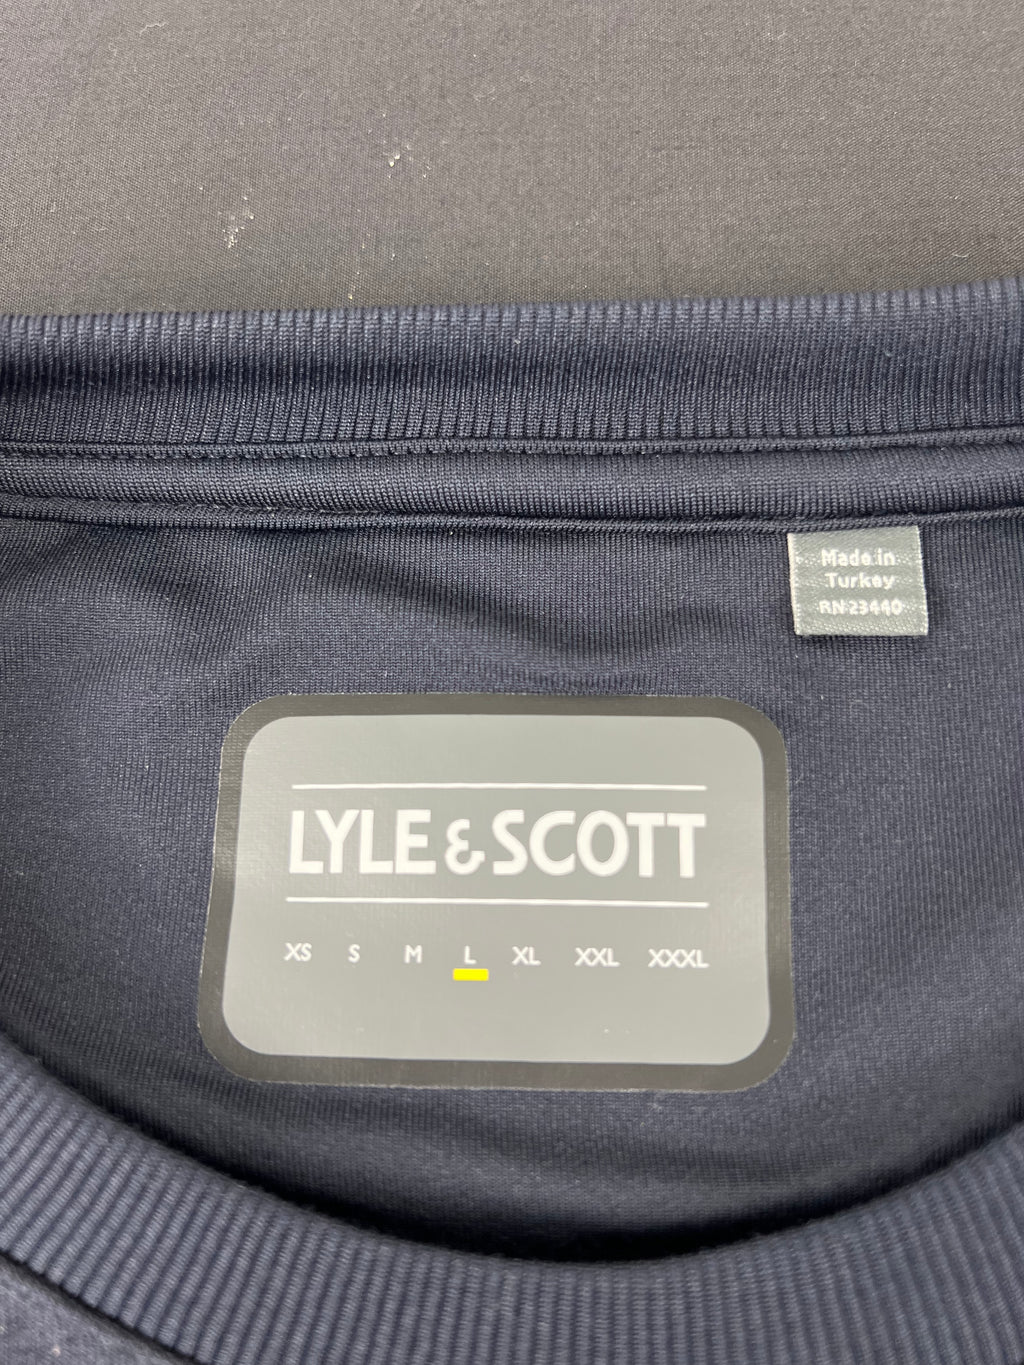 Made in
Turkey
RN 23440
LYLE & SCOTT
XS S M L XL XXL XXXL